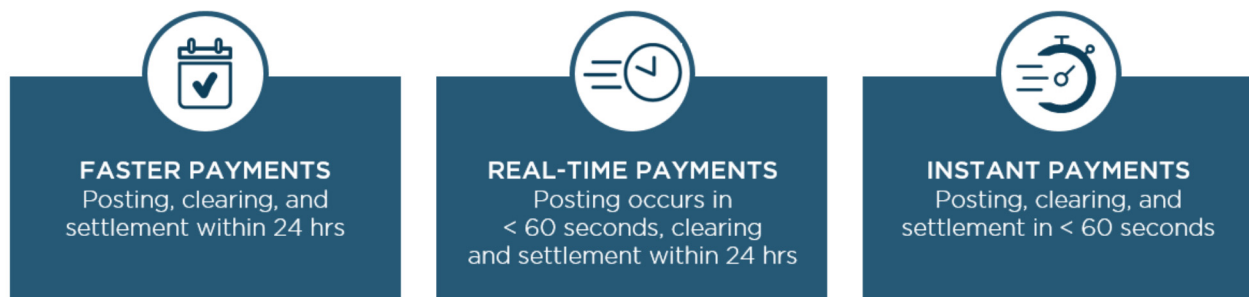 FASTER PAYMENTS
Posting, clearing, and
settlement within 24 hrs
REAL-TIME PAYMENTS
Posting occurs in
< 60 seconds, clearing
and settlement within 24 hrs
INSTANT PAYMENTS
Posting, clearing, and
settlement in < 60 seconds